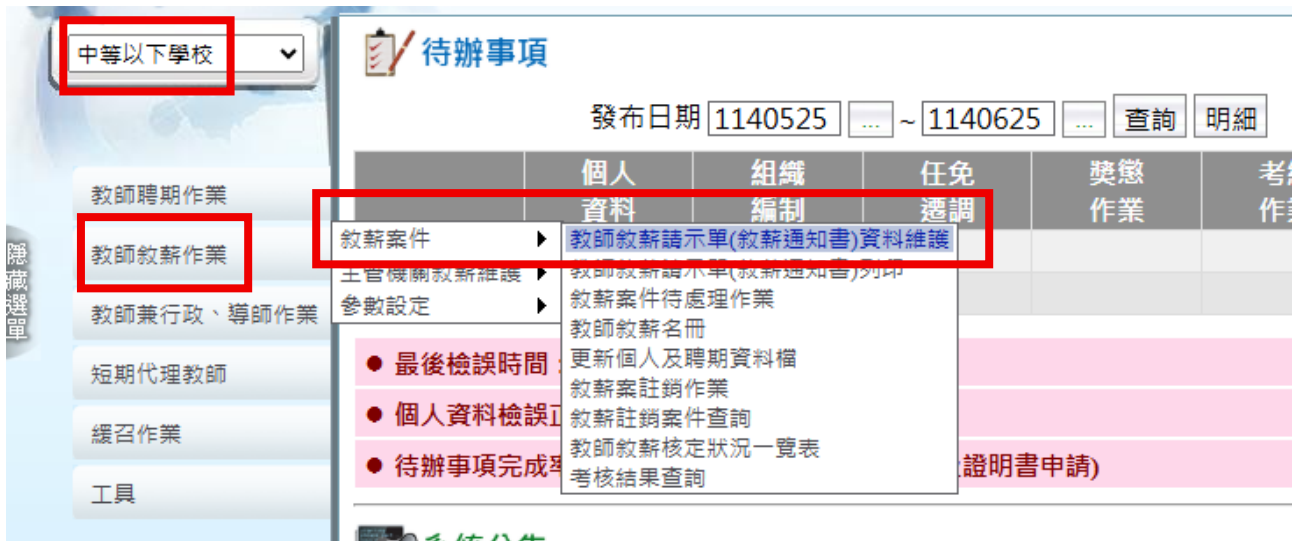 中等以下學校
待辦事項
發布日期 1140525 ... ~ 1140625 ... 查詢 明細
個人資料 組織編制 任免遷調 獎懲作業
教師聘期作業
教師敘薪作業
教師兼行政、導師作業
短期代理教師
緩召作業
工具
隱藏選單
敘薪案件
主管機關敘薪維護
參數設定
教師敘薪請示單(敘薪通知書)資料維護
教師敘薪請示單(敘薪通知書)列印
敘薪案件待處理作業
教師敘薪名冊
更新個人及聘期資料檔
敘薪案註銷作業
敘薪註銷案件查詢
教師敘薪核定狀況一覽表
考核結果查詢
● 最後檢誤時間
● 個人資料檢誤
● 待辦事項完成 證明書申請)
系統公告